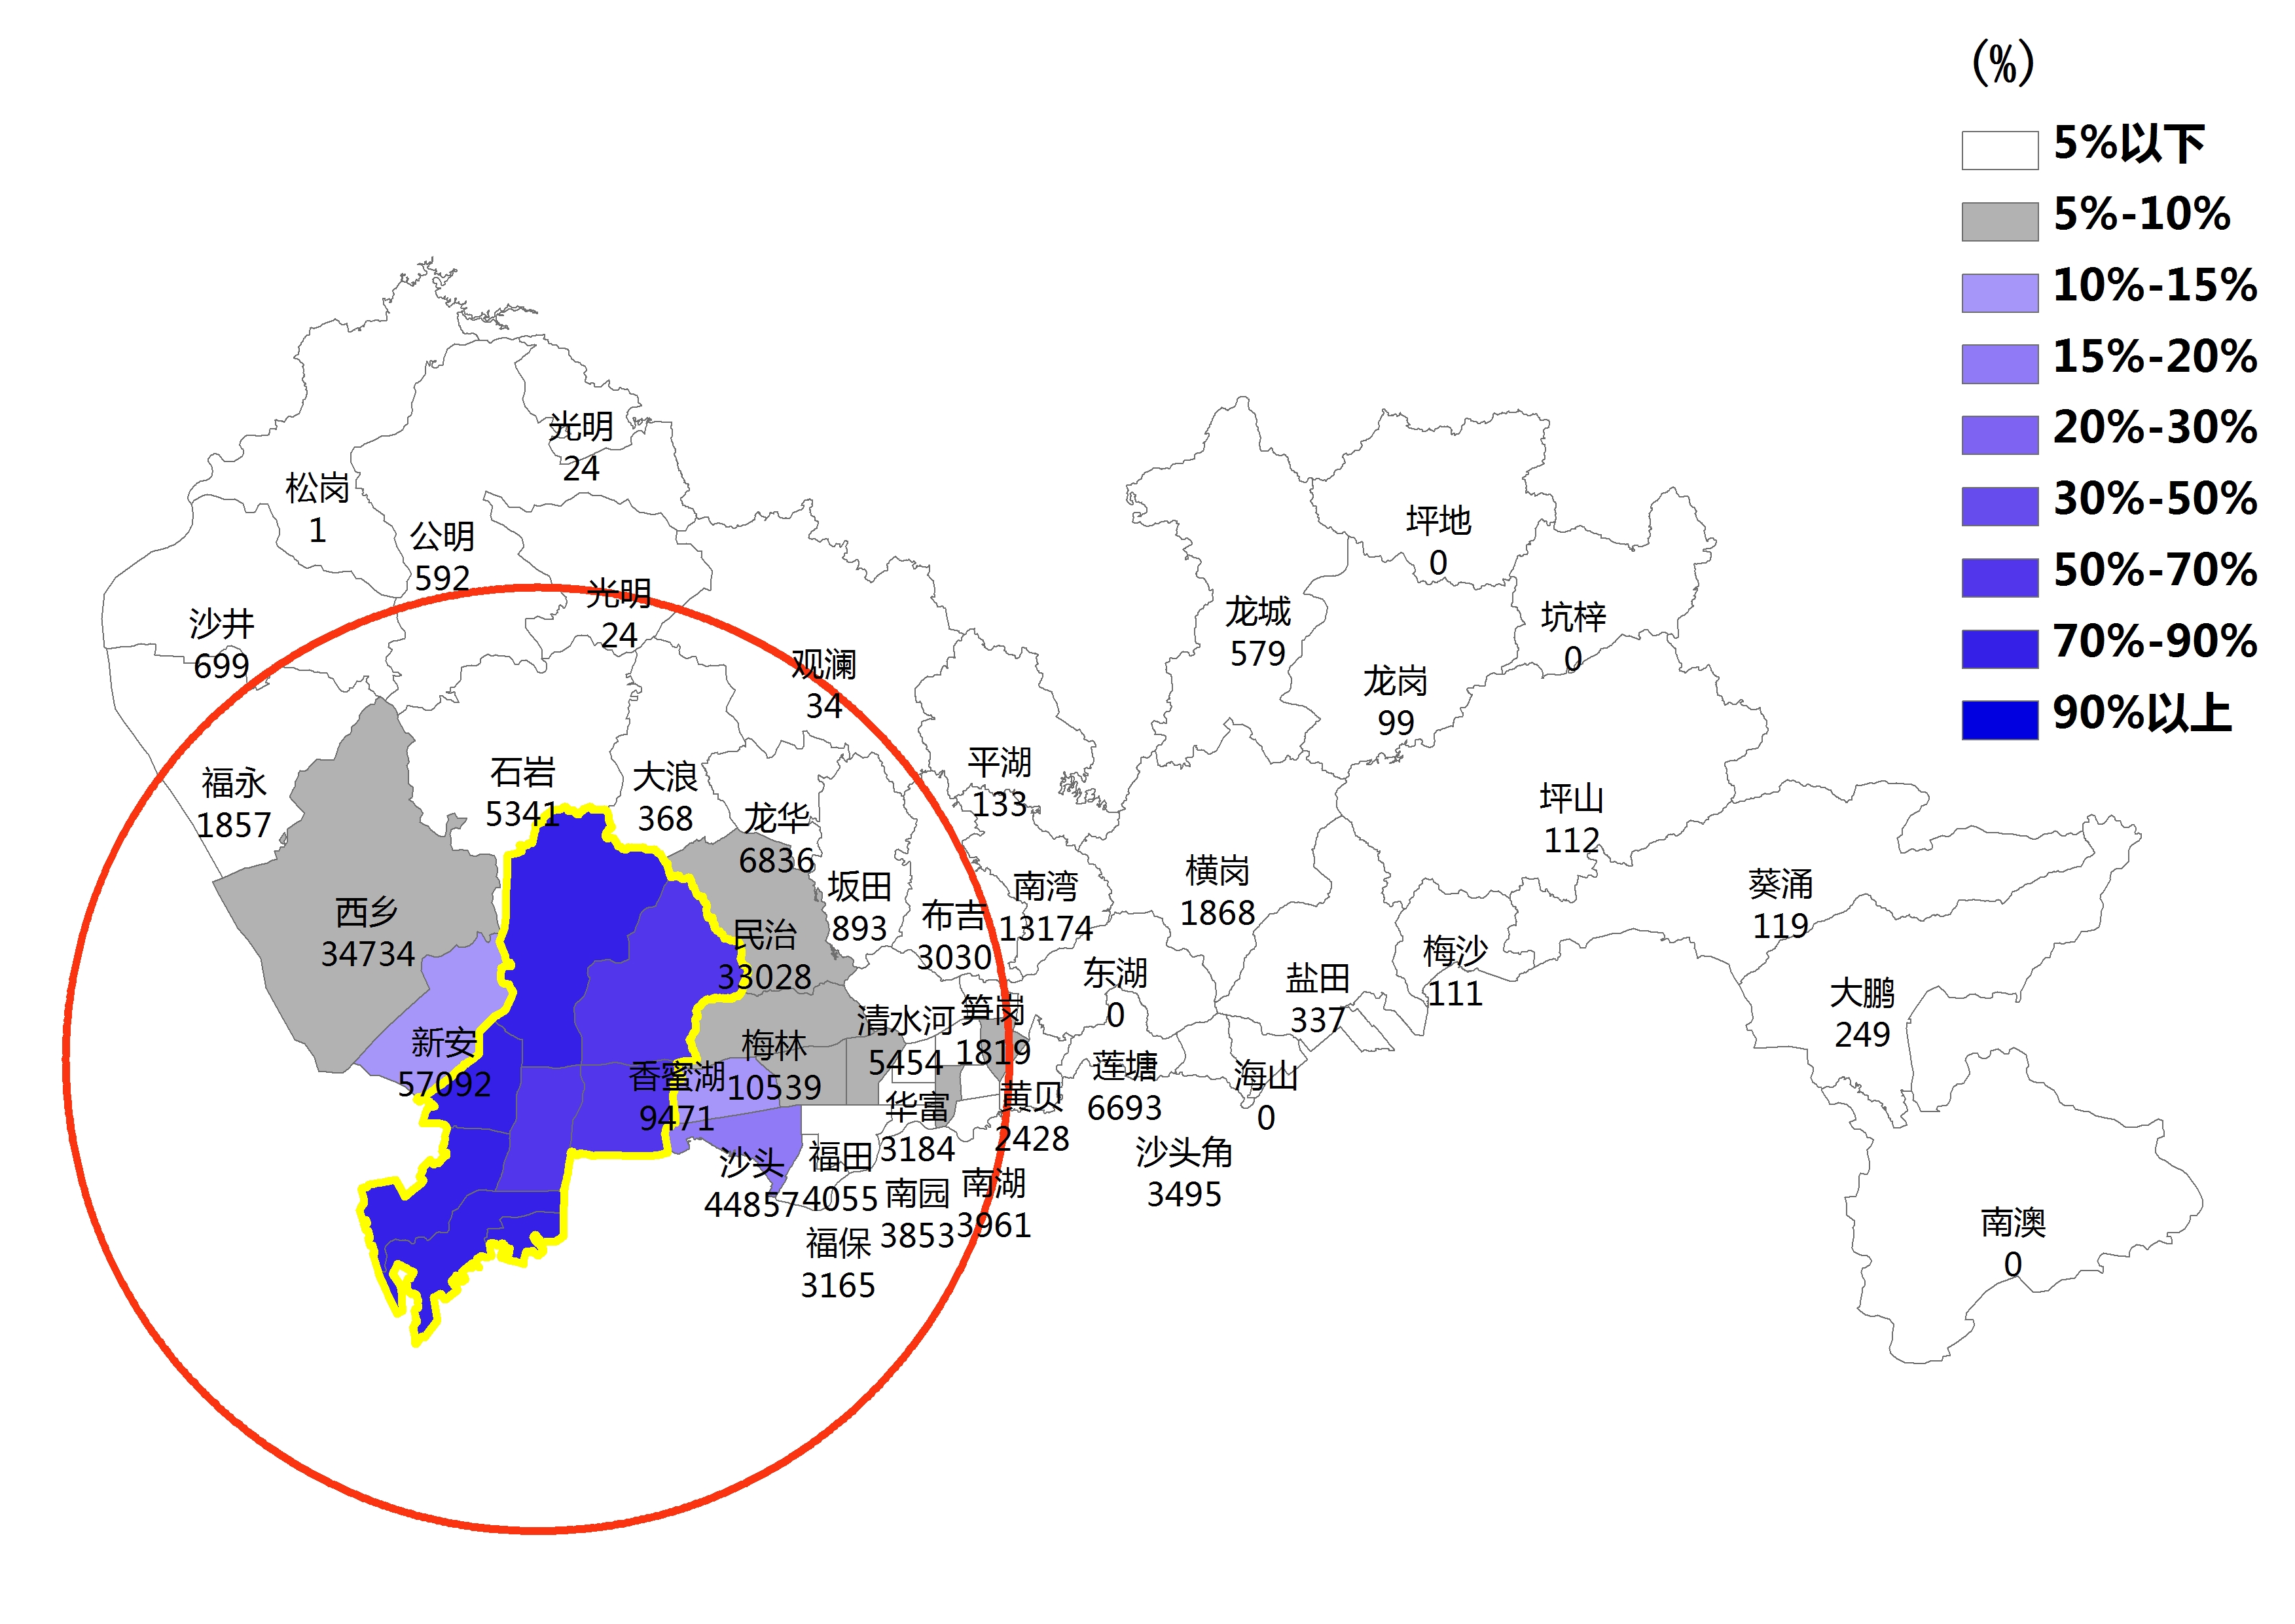 (%)
5%以下
5%-10%
10%-15%
15%-20%
20%-30%
30%-50%
50%-70%
70%-90%
90%以上
光明
24
松岗
1
公明
592
光明
24
沙井
699
观澜
34
福永
1857
石岩
5341
大浪
368
龙华
6836
平湖
133
龙城
579
坪地
0
坑梓
0
龙岗
99
坪山
112
西乡
34734
民治
33028
坂田
893
布吉
3030
南湾
13174
横岗
1868
葵涌
119
梅沙
111
盐田
337
东湖
0
大鹏
249
新安
57092
香蜜湖
9471
梅林
10539
清水河
5454
笋岗
1819
莲塘
6693
海山
0
华富
3184
黄贝
2428
沙头
44857
福田
4055
南园
3853
南湖
3961
沙头角
3495
福保
3165
南澳
0